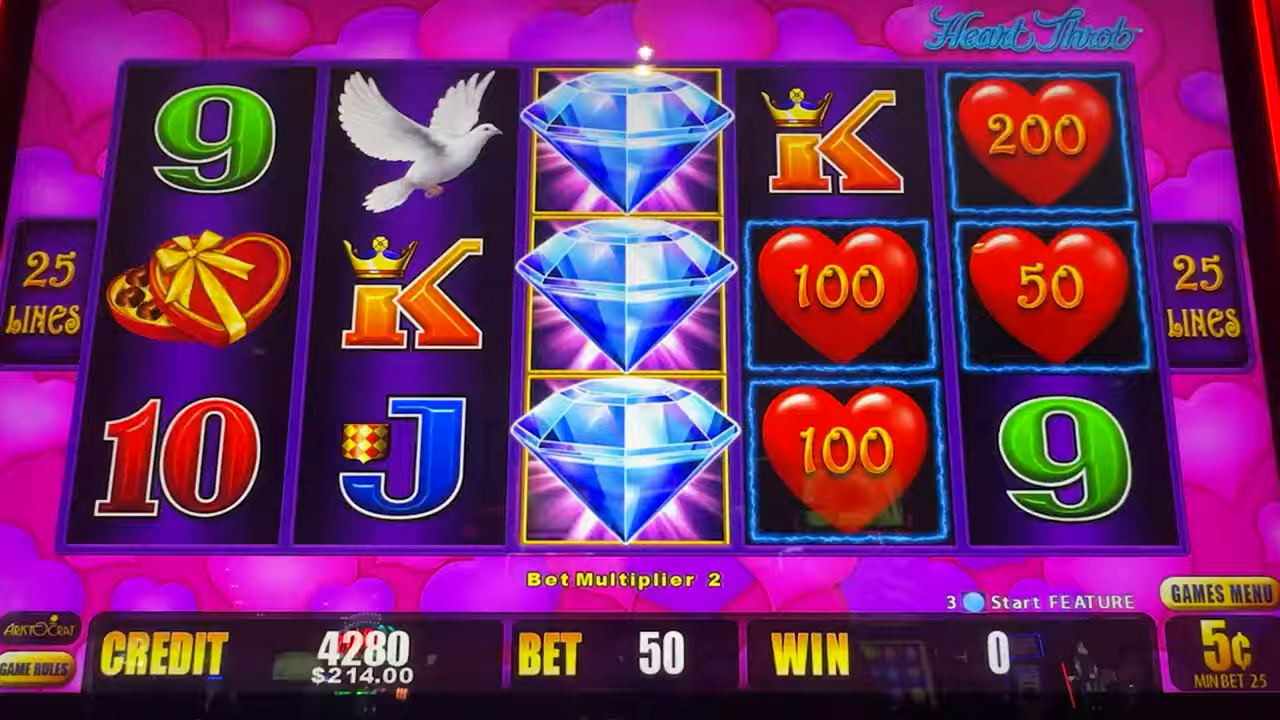 Heart Throb
9
K
200
25
LINES
K
100
50
25
LINES
10
J
100
9
Bet Multiplier 2
3 Start FEATURE
GAMES MENU
ARISTOCRAT
GAME RULES
CREDIT 4280
$214.00
BET 50
WIN 0
5¢
MIN BET 25